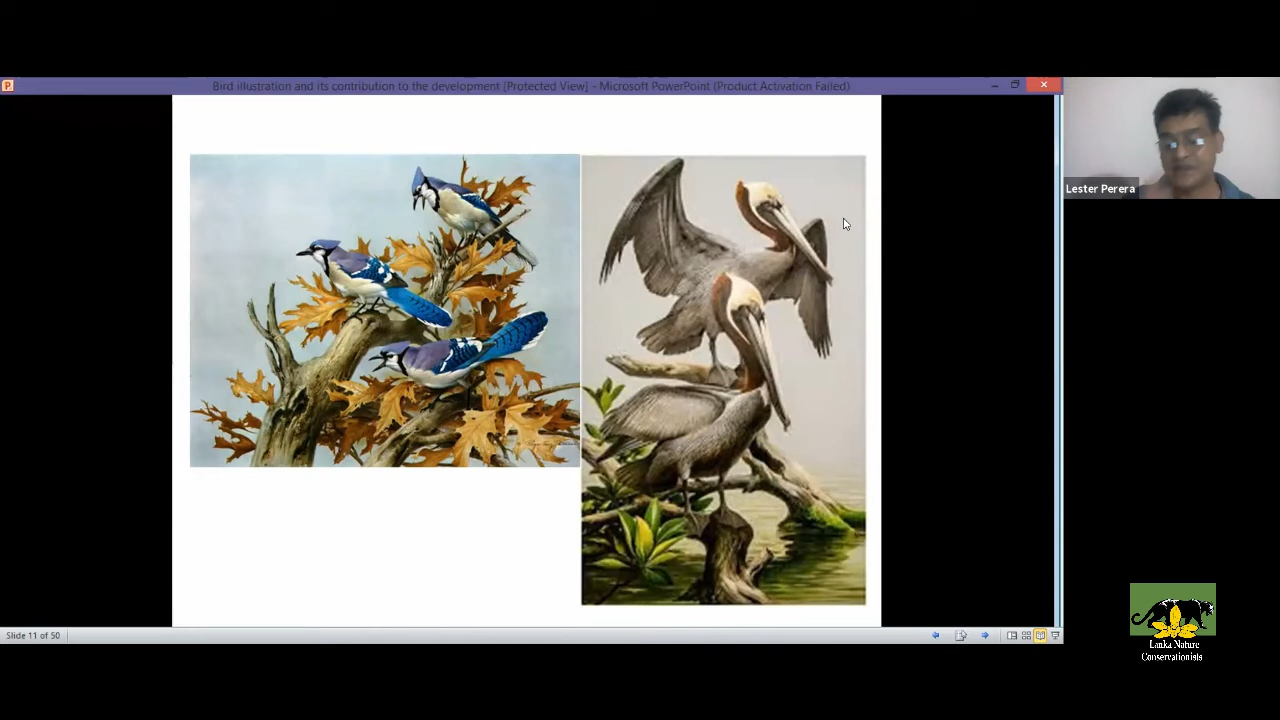 Bird illustration and its contribution to the development [Protected View] - Microsoft PowerPoint (Product Activation Failed)
Lester Perera
Slide 11 of 50
Lanka Nature
Conservationists